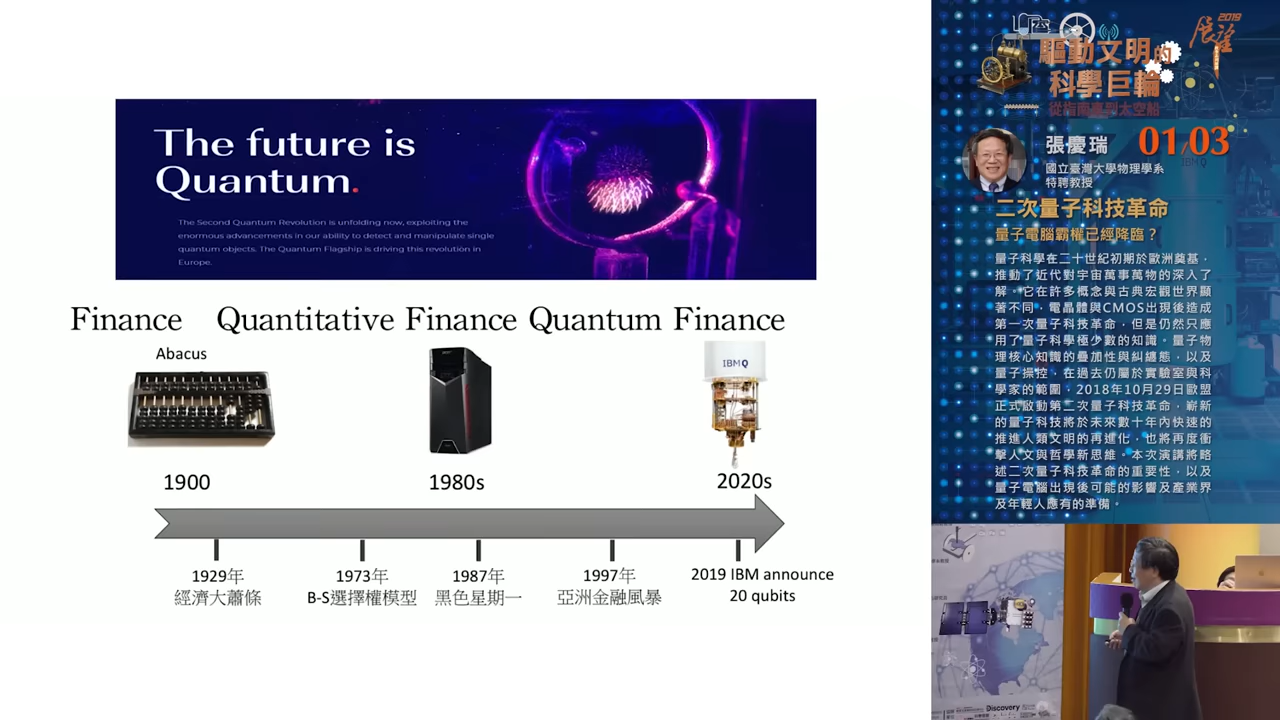 The future is
Quantum.
The Second Quantum Revolution is unfolding now, exploiting the
enormous advancements in our ability to detect and manipulate single
quantum objects. The Quantum Flagship is driving this revolution in
Europe.
Finance Quantitative Finance Quantum Finance
Abacus
IBM Q
1900
1980s
2020s
1929年
經濟大蕭條
1973年
B-S選擇權模型
1987年
黑色星期一
1997年
亞洲金融風暴
2019 IBM announce
20 qubits
2019
展望
驅動文明的
科學巨輪
從指南車到太空船
01/03
張慶瑞
國立臺灣大學物理學系
特聘教授
二次量子科技革命
量子電腦霸權已經降臨？
量子科學在二十世紀初期於歐洲奠基，
推動了近代對宇宙萬事萬物的深入了
解。它在許多概念與古典宏觀世界顯
著不同，電晶體與CMOS出現後造成
第一次量子科技革命，但是仍然只應
用了量子科學極少數的知識。量子物
理核心知識的疊加性與糾纏態，以及
量子操控，在過去仍屬於實驗室與科
學家的範圍，2018年10月29日歐盟
正式啟動第二次量子科技革命，嶄新
的量子科技將於未來數十年內快速的
推進人類文明的再進化，也將再度衝
擊人文與哲學新思維。本次演講將略
述二次量子科技革命的重要性，以及
量子電腦出現後可能的影響及產業界
及年輕人應有的準備。
Discovery